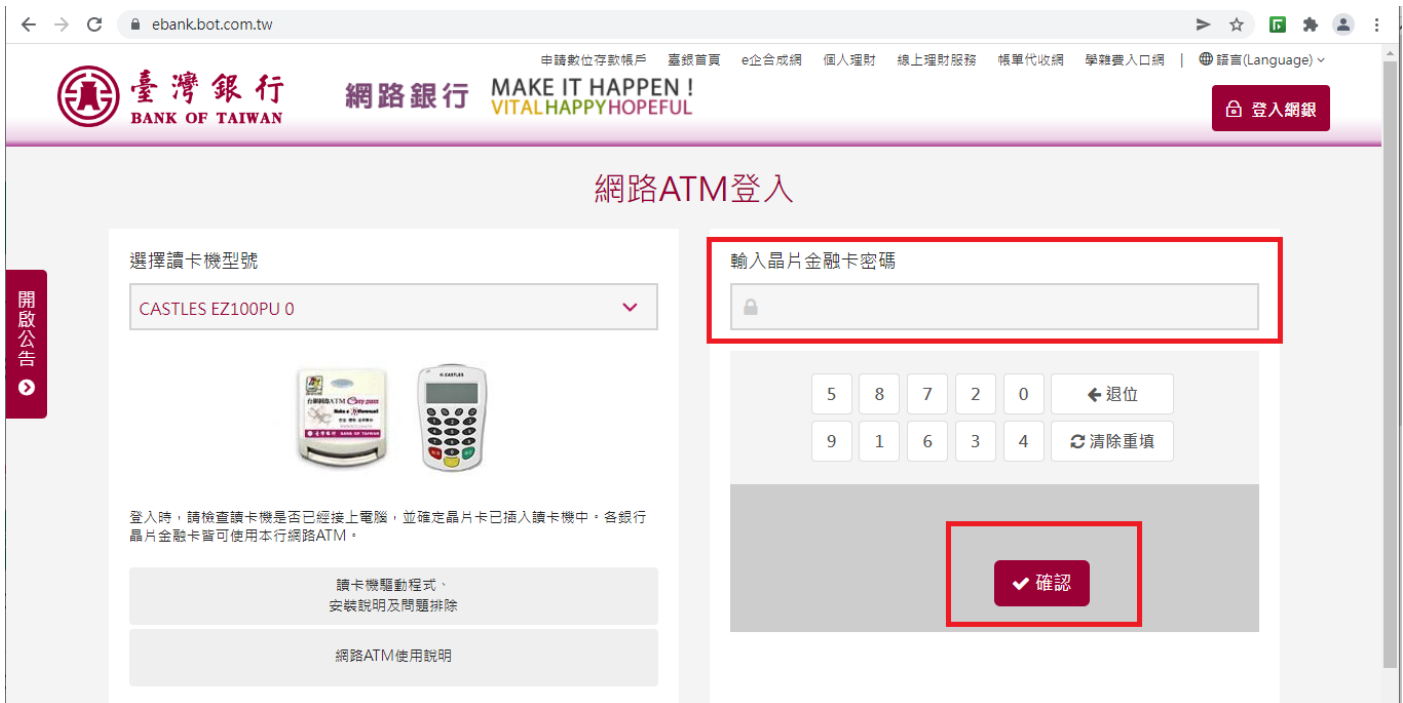 ebank.bot.com.tw
申請數位存款帳戶 臺銀首頁 e企合成網 個人理財 線上理財服務 帳單代收網 學雜費入口網 | 語言(Language)
臺灣銀行
BANK OF TAIWAN
網路銀行
MAKE IT HAPPEN !
VITALHAPPYHOPEFUL
登入網銀
網路ATM登入
開啟公告
選擇讀卡機型號
CASTLES EZ100PU 0
登入時，請檢查讀卡機是否已經接上電腦，並確定晶片卡已插入讀卡機中。各銀行
晶片金融卡皆可使用本行網路ATM。
讀卡機驅動程式、
安裝說明及問題排除
網路ATM使用說明
輸入晶片金融卡密碼
5 8 7 2 0 退位
9 1 6 3 4 清除重填
確認